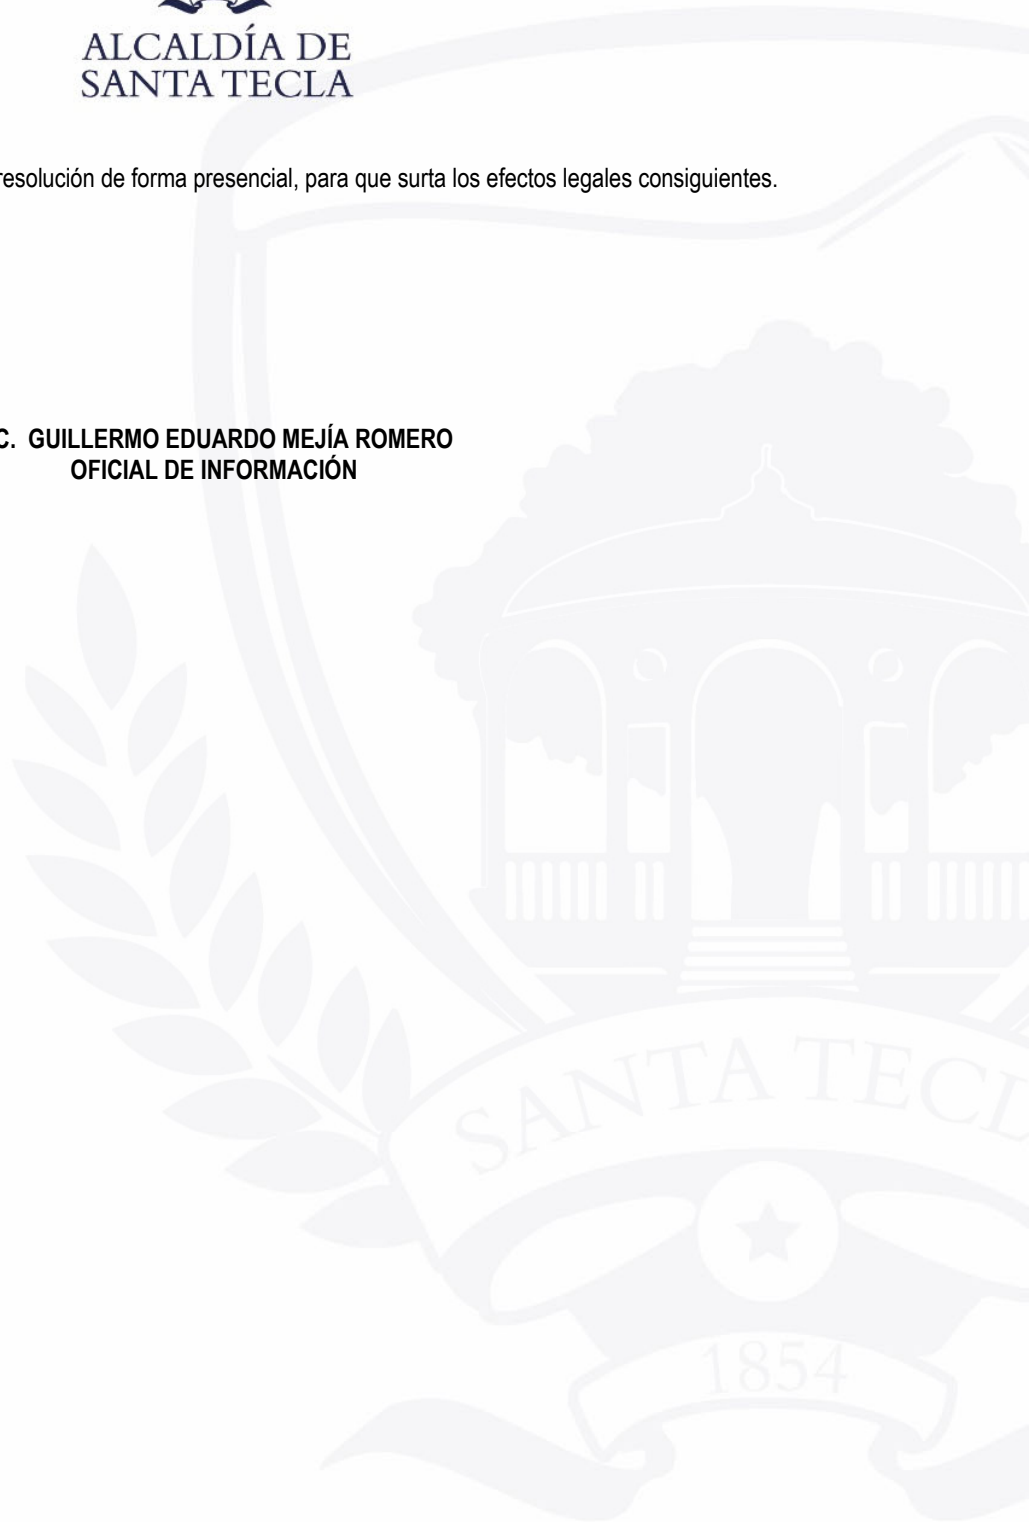 ALCALDÍA DE
SANTA TECLA
resolución de forma presencial, para que surta los efectos legales consiguientes.
C. GUILLERMO EDUARDO MEJÍA ROMERO
OFICIAL DE INFORMACIÓN
SANTA TECL
1854